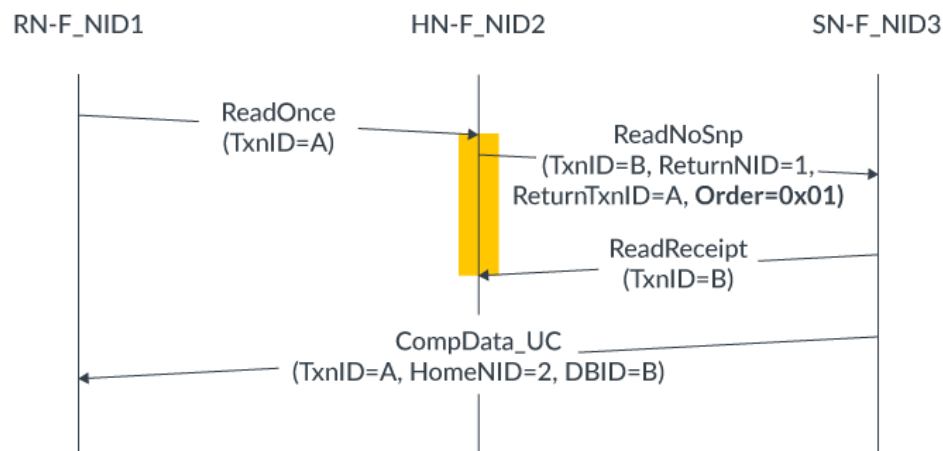 RN-F_NID1
HN-F_NID2
SN-F_NID3
ReadOnce
(TxnID=A)
ReadNoSnp
(TxnID=B, ReturnNID=1,
ReturnTxnID=A, Order=0x01)
ReadReceipt
(TxnID=B)
CompData_UC
(TxnID=A, HomeNID=2, DBID=B)